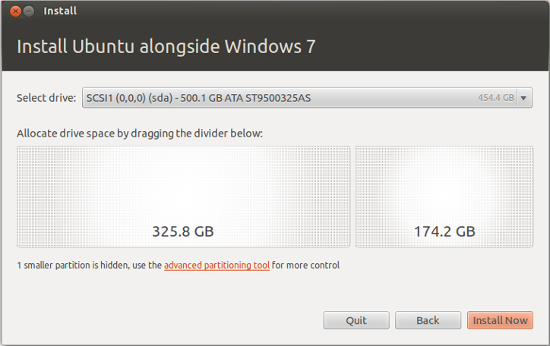 Install
Install Ubuntu alongside Windows 7
Select drive: SCSI1 (0,0,0) (sda) - 500.1 GB ATA ST9500325AS 454.4 GB
Allocate drive space by dragging the divider below:
325.8 GB 174.2 GB
1 smaller partition is hidden, use the advanced partitioning tool for more control
Quit Back Install Now